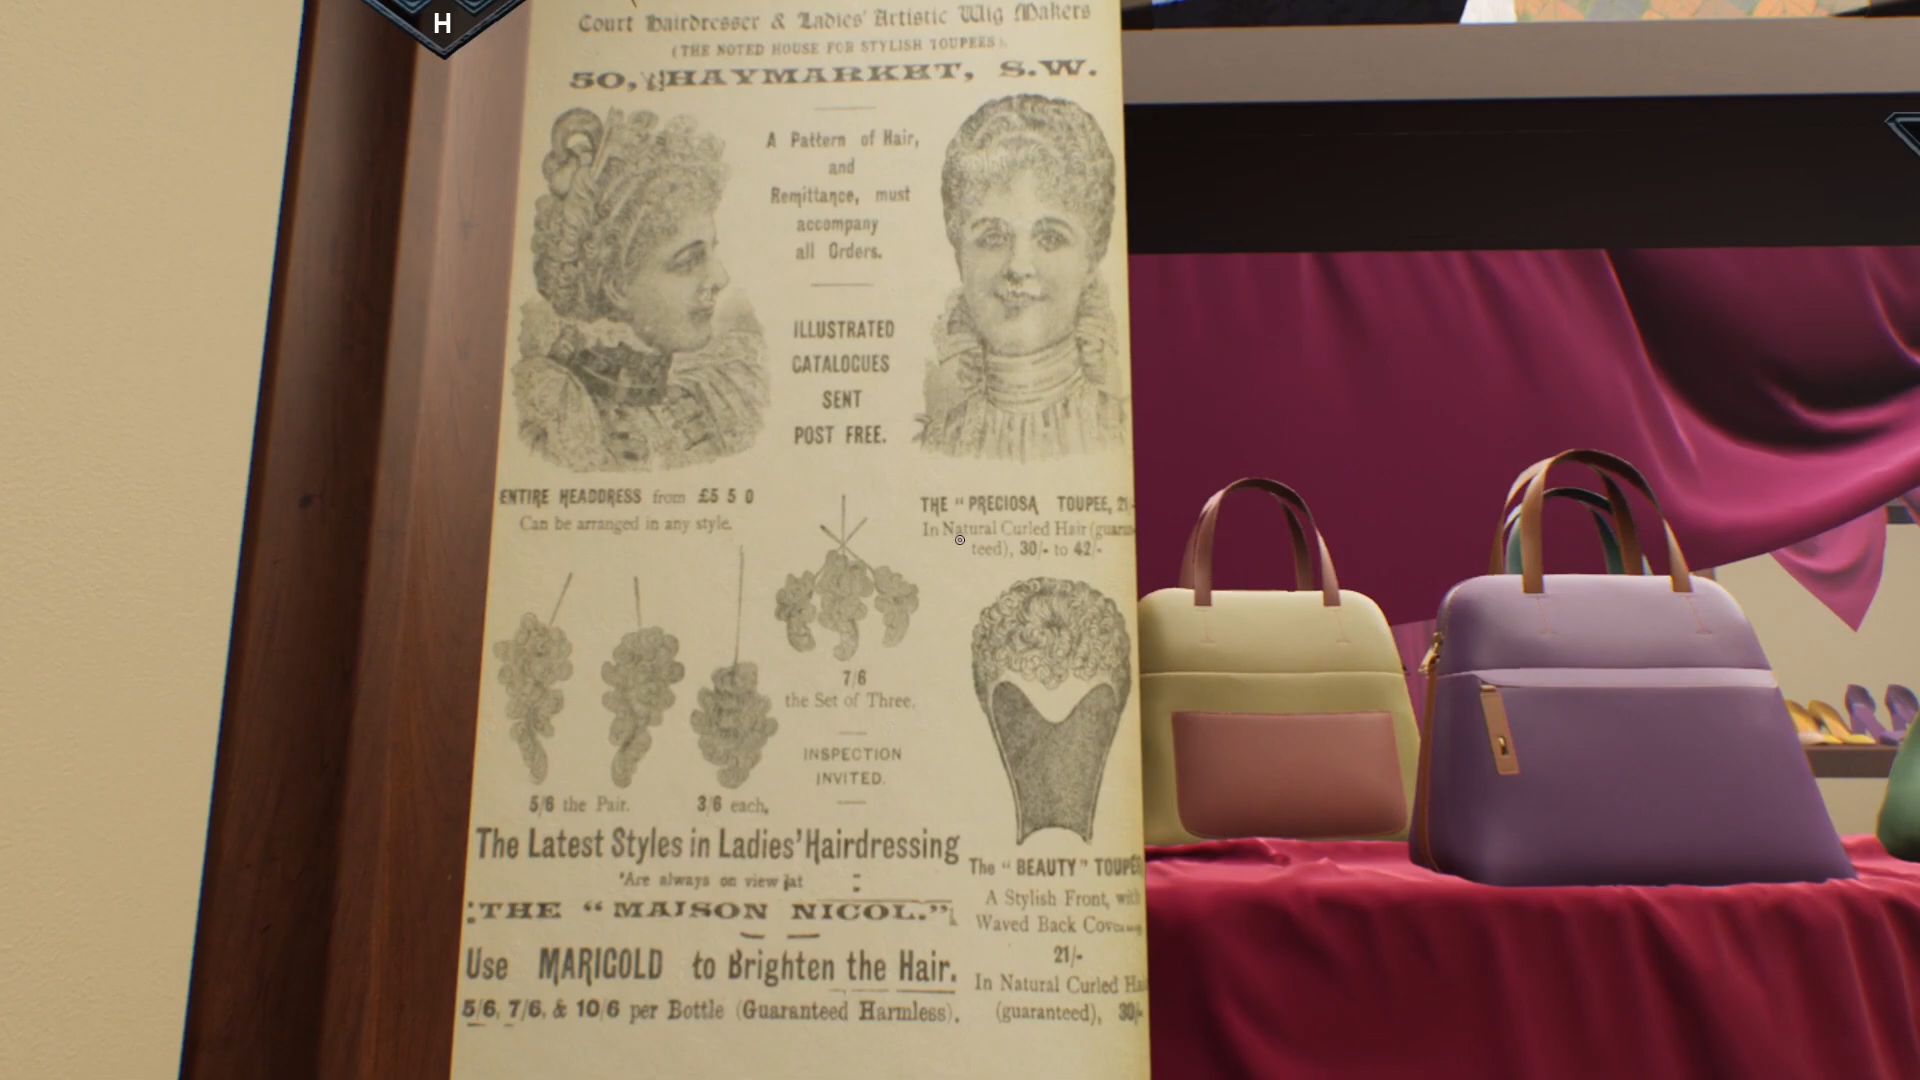 H
Court Hairdresser & Ladies' Artistic Wig Makers
(THE NOTED HOUSE FOR STYLISH TOUPEES).
50, HAYMARKET, S.W.
A Pattern of Hair,
and
Remittance, must
accompany
all Orders.
ILLUSTRATED
CATALOGUES
SENT
POST FREE.
ENTIRE HEADDRESS from £5 5 0
Can be arranged in any style.
THE "PRECIOSA TOUPEE, 21/-
In Natural Curled Hair (guaran-
teed), 30/- to 42/-
7/6
the Set of Three.
INSPECTION
INVITED.
5/6 the Pair.
3/6 each.
The Latest Styles in Ladies' Hairdressing
Are always on view at
THE "MAISON NICOL."
Use MARIGOLD to Brighten the Hair.
5/6, 7/6, & 10/6 per Bottle (Guaranteed Harmless).
The "BEAUTY" TOUPE
A Stylish Front, with
Waved Back
21/-
In Natural Curled Ha
(guaranteed), 30/-